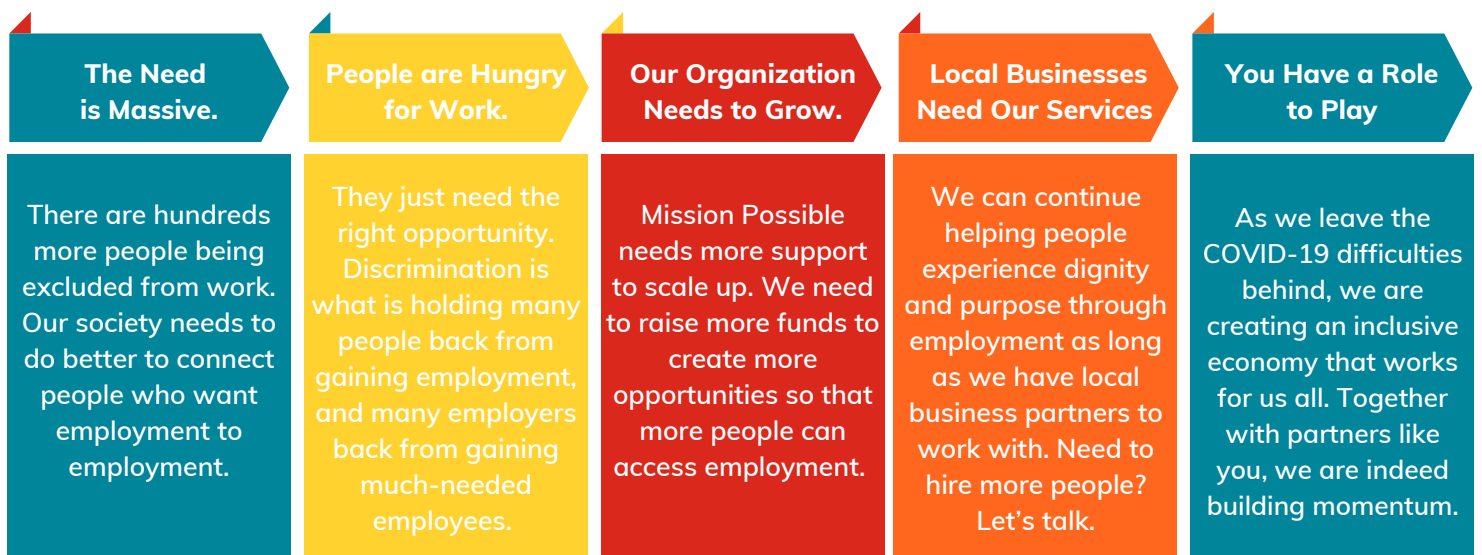 The Need
is Massive.
There are hundreds
more people being
excluded from work.
Our society needs to
do better to connect
people who want
employment to
employment.
People are Hungry
for Work.
They just need the
right opportunity.
Discrimination is
what is holding many
people back from
gaining employment,
and many employers
back from gaining
much-needed
employees.
Our Organization
Needs to Grow.
Mission Possible
needs more support
to scale up. We need
to raise more funds to
create more
opportunities so that
more people can
access employment.
Local Businesses
Need Our Services
We can continue
helping people
experience dignity
and purpose through
employment as long
as we have local
business partners to
work with. Need to
hire more people?
Let’s talk.
You Have a Role
to Play
As we leave the
COVID-19 difficulties
behind, we are
creating an inclusive
economy that works
for us all. Together
with partners like
you, we are indeed
building momentum.